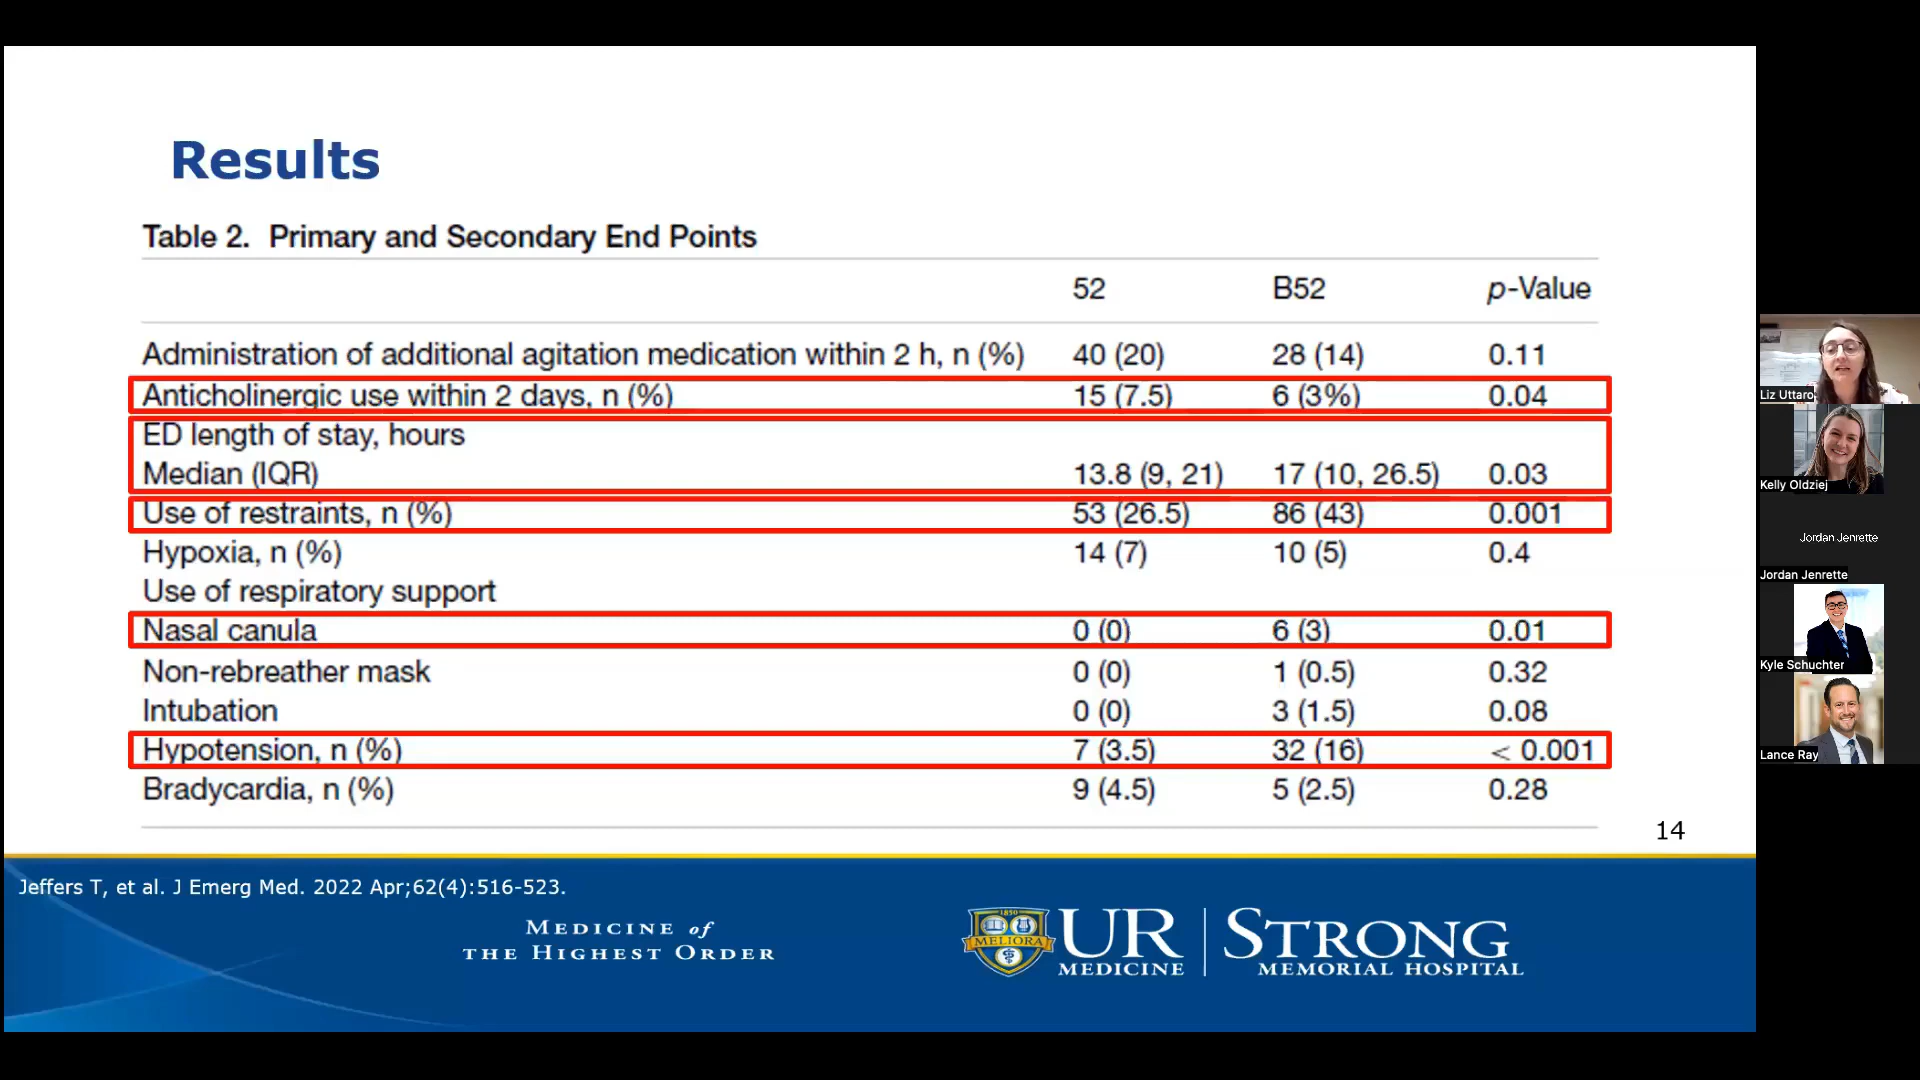 Results
Table 2. Primary and Secondary End Points
52 B52 p-Value
Administration of additional agitation medication within 2 h, n (%) 40 (20) 28 (14) 0.11
Anticholinergic use within 2 days, n (%) 15 (7.5) 6 (3%) 0.04
ED length of stay, hours
Median (IQR) 13.8 (9, 21) 17 (10, 26.5) 0.03
Use of restraints, n (%) 53 (26.5) 86 (43) 0.001
Hypoxia, n (%) 14 (7) 10 (5) 0.4
Use of respiratory support
Nasal canula 0 (0) 6 (3) 0.01
Non-rebreather mask 0 (0) 1 (0.5) 0.32
Intubation 0 (0) 3 (1.5) 0.08
Hypotension, n (%) 7 (3.5) 32 (16) < 0.001
Bradycardia, n (%) 9 (4.5) 5 (2.5) 0.28
14
Jeffers T, et al. J Emerg Med. 2022 Apr;62(4):516-523.
MEDICINE of
THE HIGHEST ORDER
1850
MELIORA
UR
MEDICINE
STRONG
MEMORIAL HOSPITAL
Liz Uttaro
Kelly Oldziej
Jordan Jenrette
Jordan Jenrette
Kyle Schuchter
Lance Ray